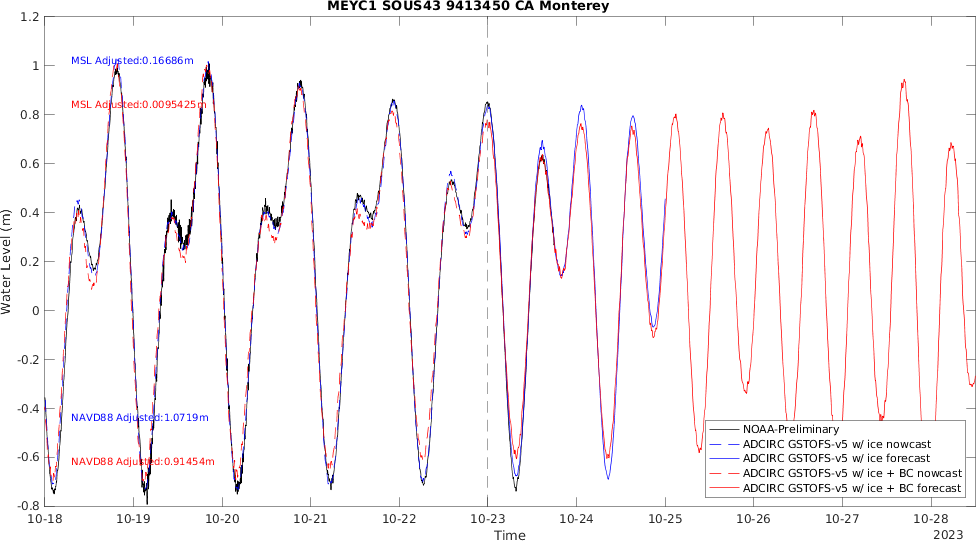 MEYC1 SOUS43 9413450 CA Monterey
1.2
1
0.8
0.6
0.4
0.2
0
-0.2
-0.4
-0.6
-0.8
Water Level (m)
MSL Adjusted:0.16686m
MSL Adjusted:0.0095425m
NAVD88 Adjusted:1.0719m
NAVD88 Adjusted:0.91454m
NOAA-Preliminary
ADCIRC GSTOFS-v5 w/ ice nowcast
ADCIRC GSTOFS-v5 w/ ice forecast
ADCIRC GSTOFS-v5 w/ ice + BC nowcast
ADCIRC GSTOFS-v5 w/ ice + BC forecast
10-18 10-19 10-20 10-21 10-22 10-23 10-24 10-25 10-26 10-27 10-28
Time
2023